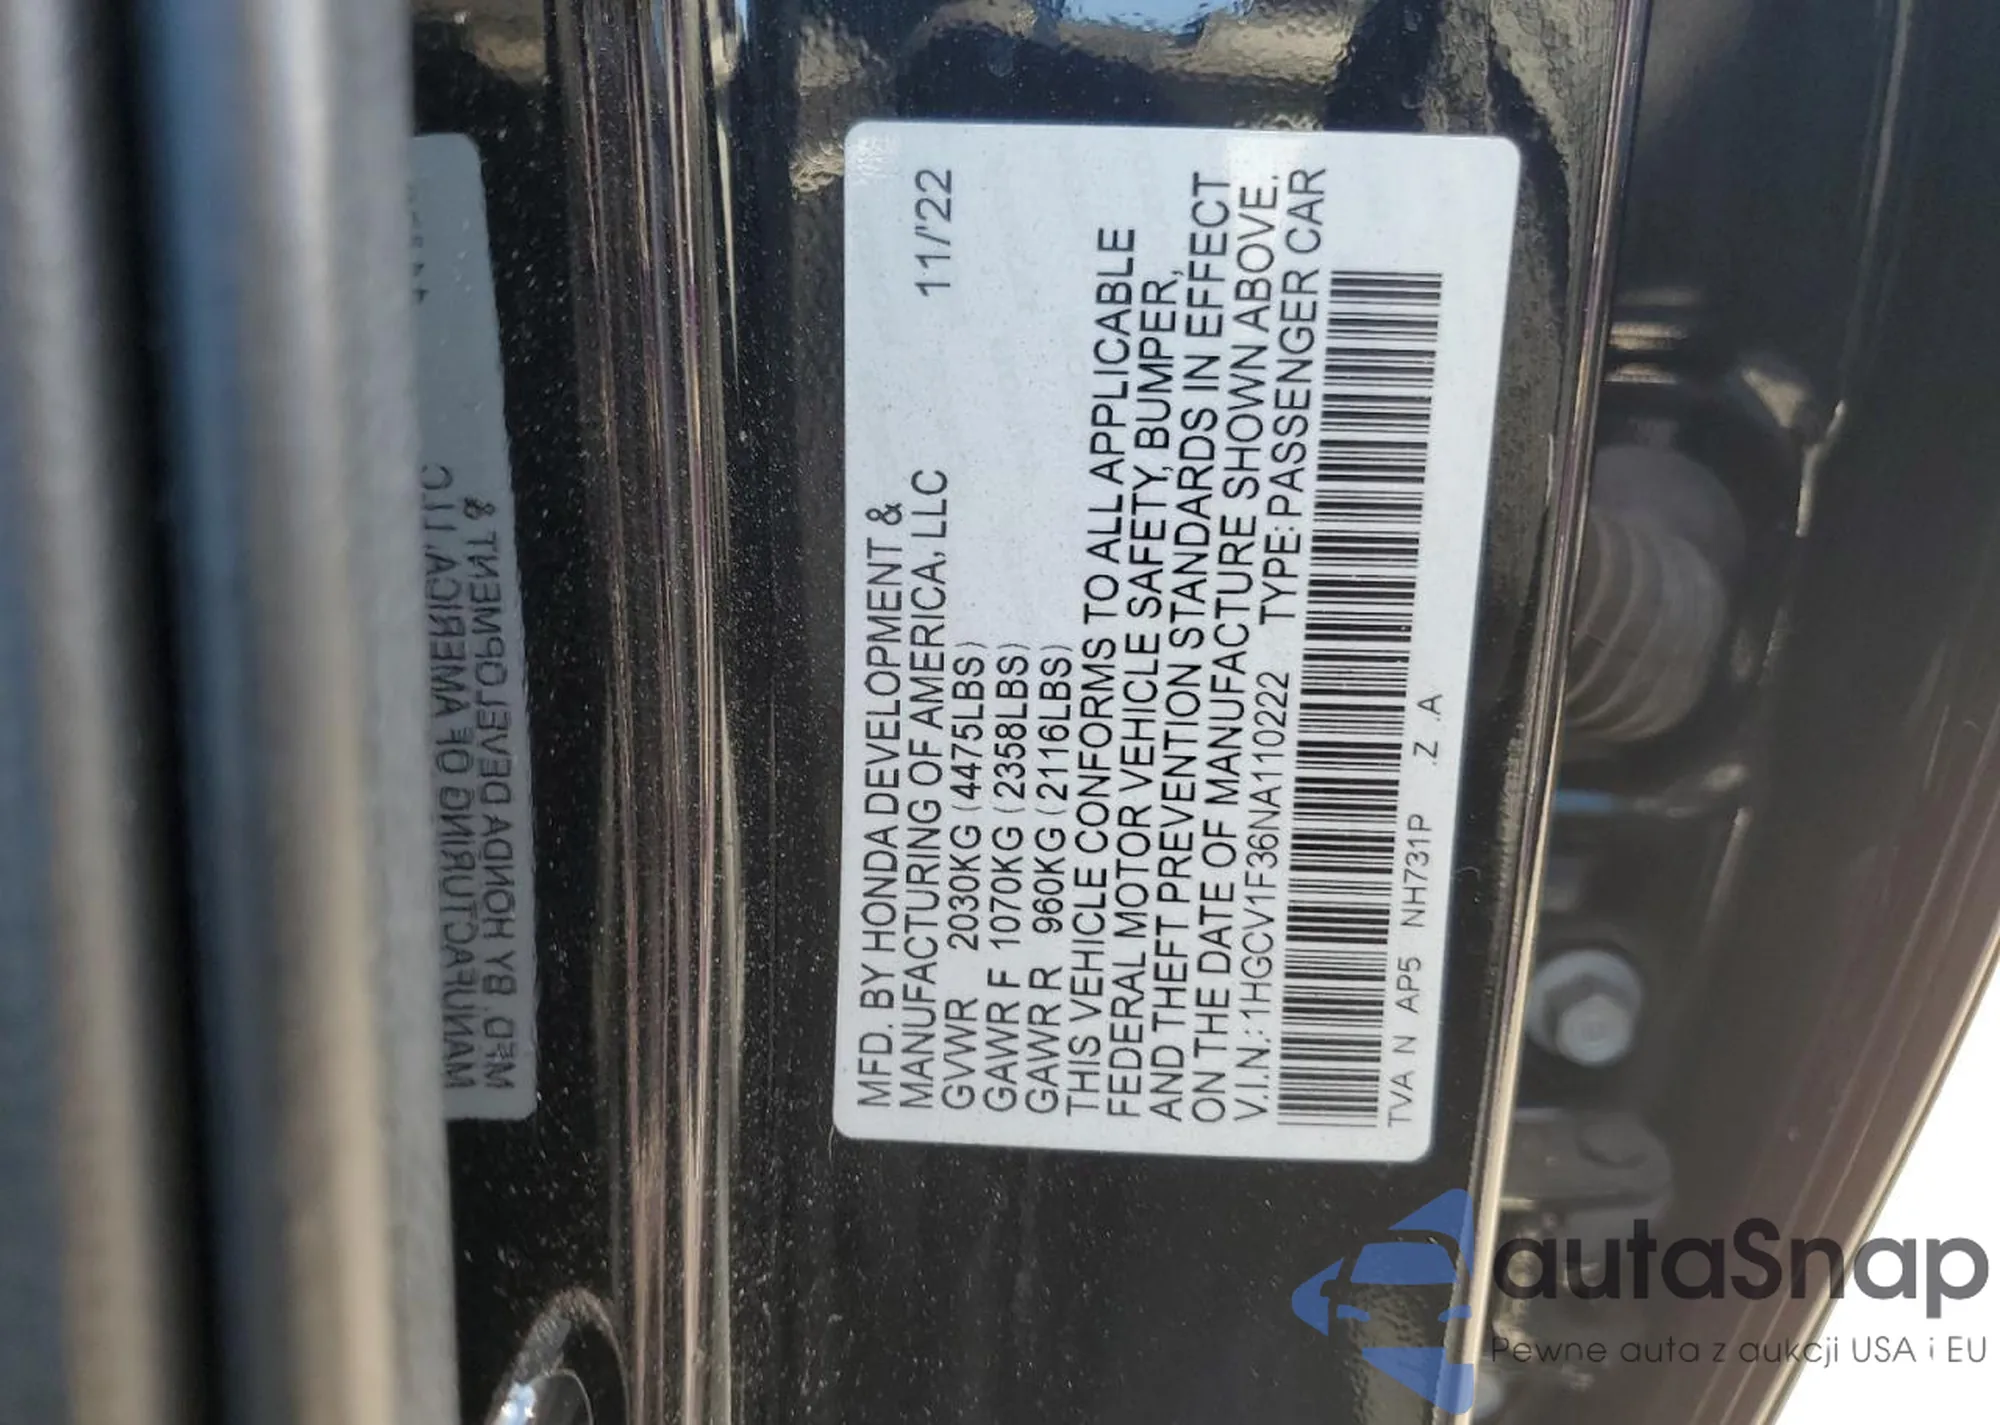 MFD. BY HONDA DEVELOPMENT &
MANUFACTURING OF AMERICA, LLC 11/'22
GVWR 2030KG (4475LBS)
GAWR F 1070KG (2358LBS)
GAWR R 960KG (2116LBS)
THIS VEHICLE CONFORMS TO ALL APPLICABLE
FEDERAL MOTOR VEHICLE SAFETY, BUMPER,
AND THEFT PREVENTION STANDARDS IN EFFECT
ON THE DATE OF MANUFACTURE SHOWN ABOVE.
V.I.N.:1HGCV1F36NA110222 TYPE:PASSENGER CAR
TVA N AP5 NH731P .Z .A
MFD. BY HONDA DEVELOPMENT &
MANUFACTURING OF AMERICA, LLC
autaSnap
Pewne auta z aukcji USA i EU